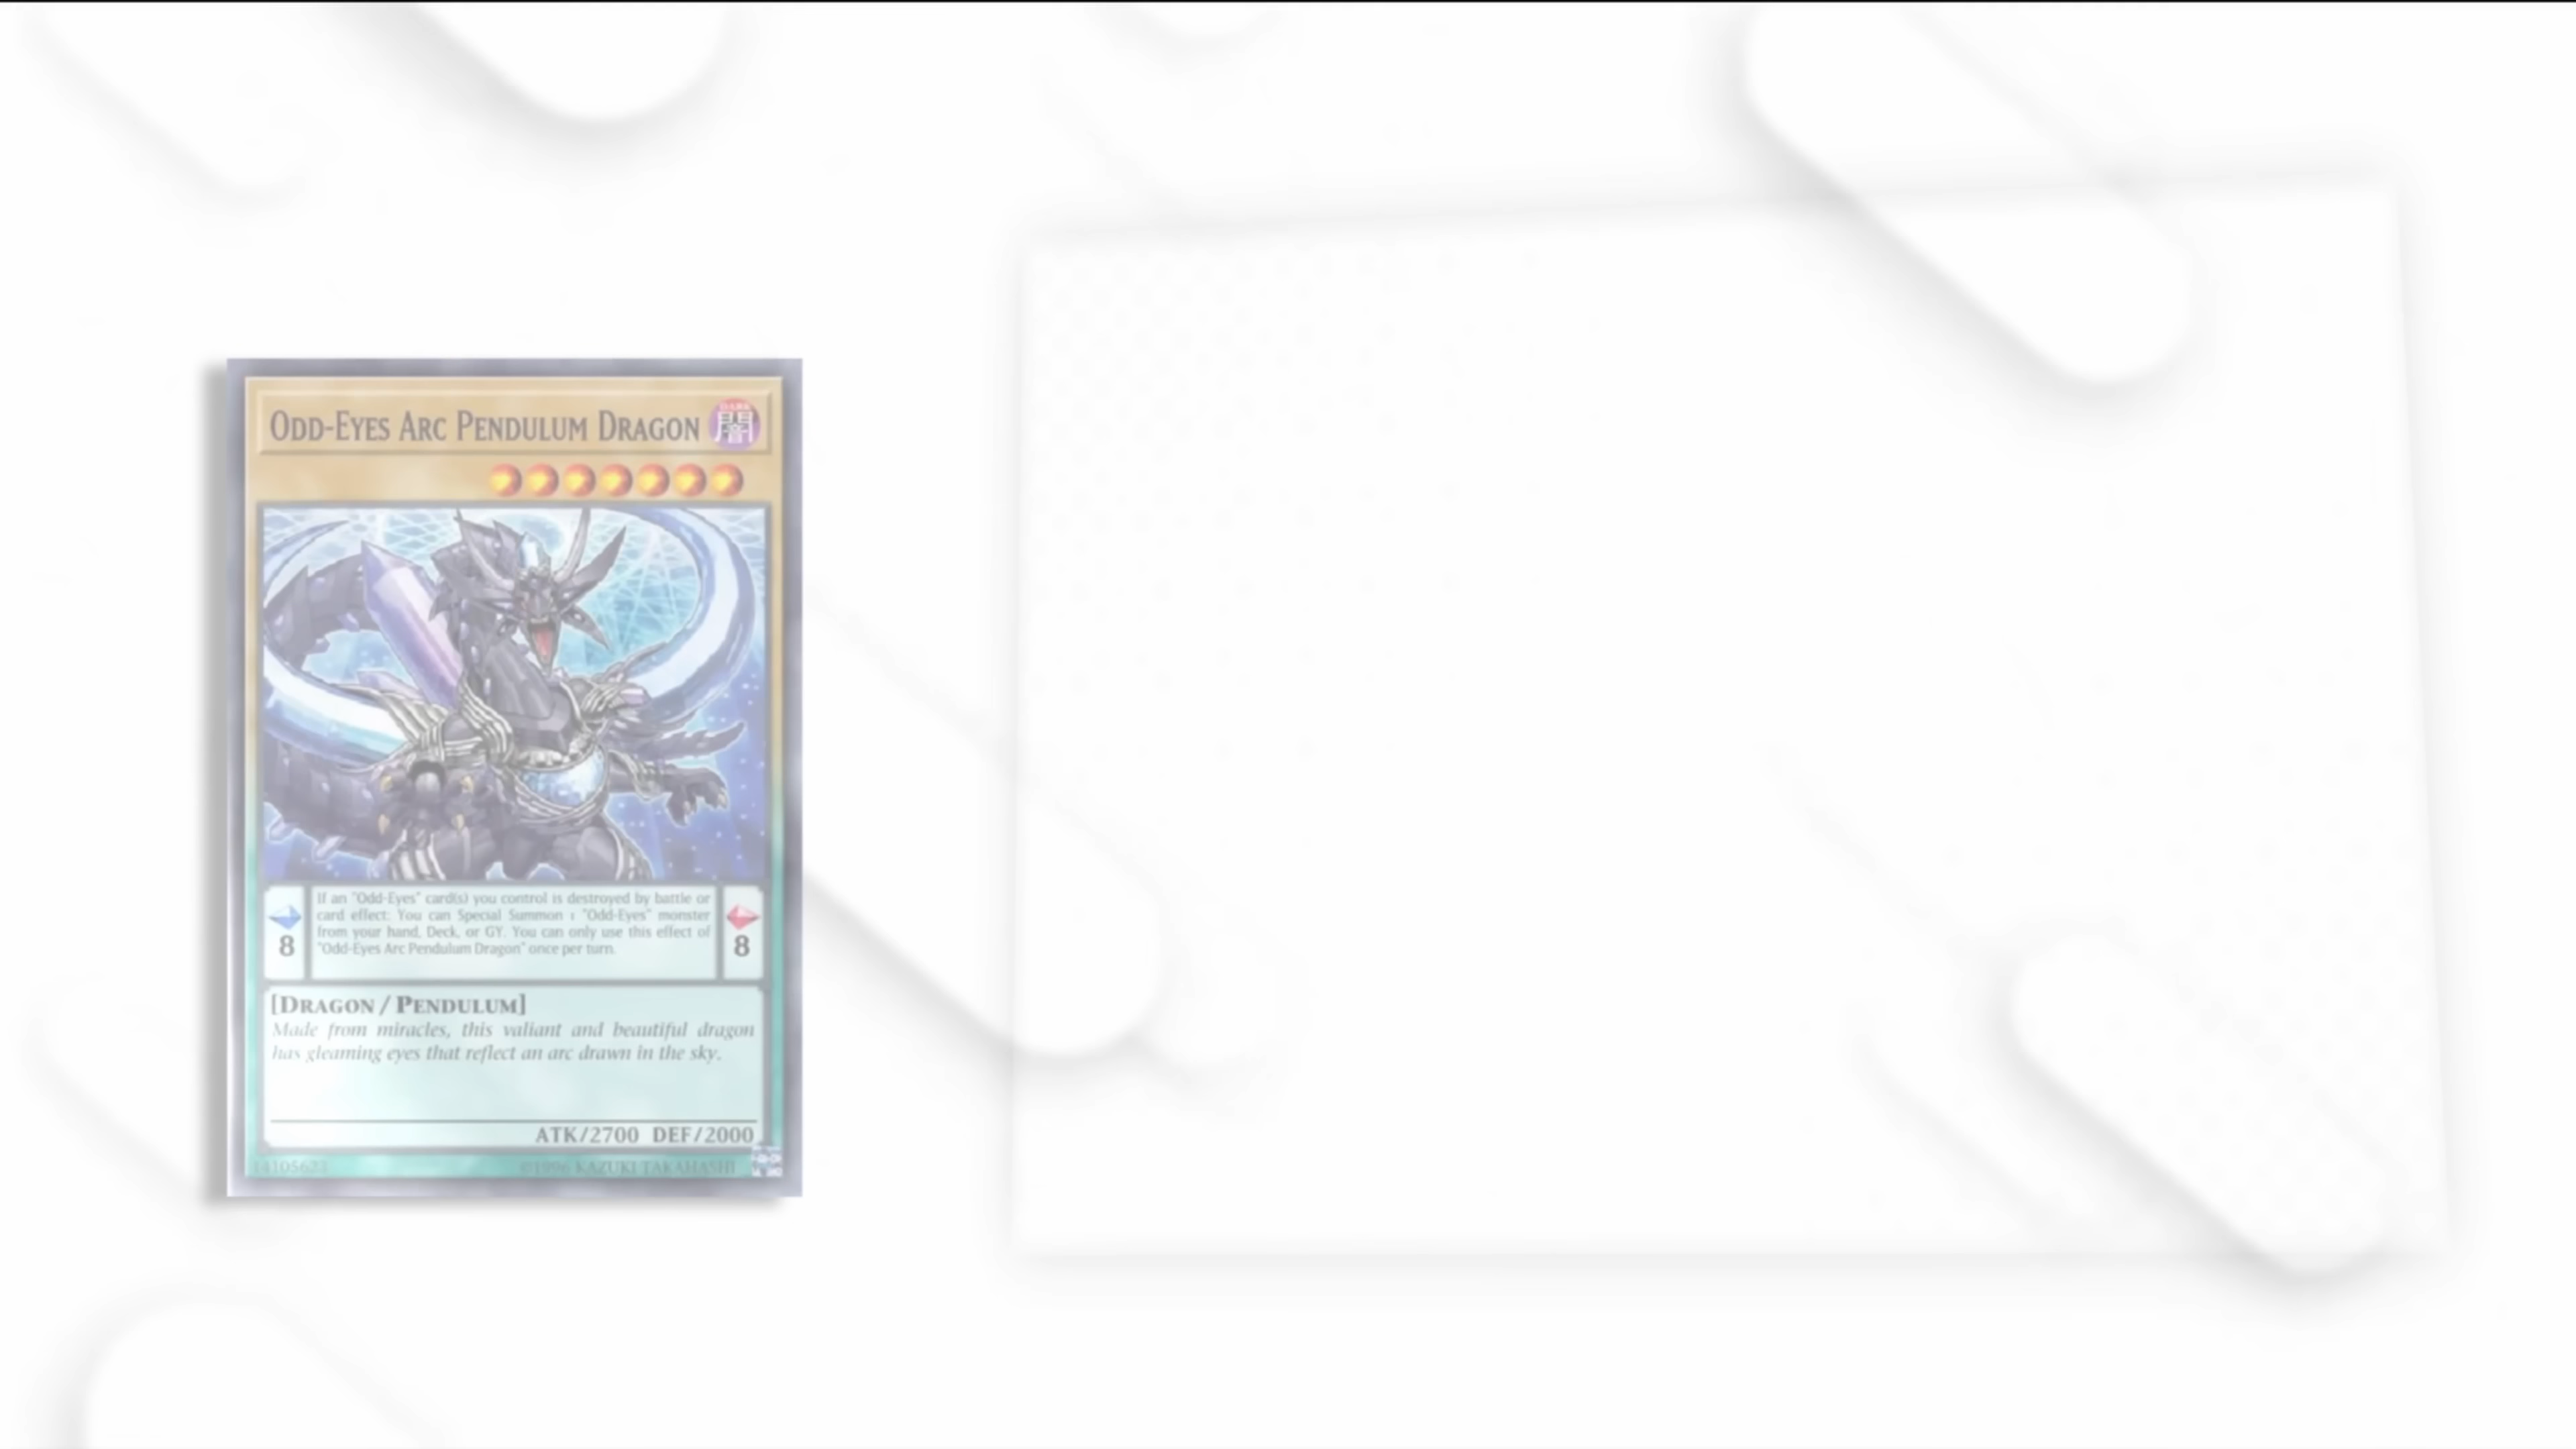 ODD-EYES ARC PENDULUM DRAGON
DARK
闇
If an "Odd-Eyes" card(s) you control is destroyed by battle or
card effect: You can Special Summon 1 "Odd-Eyes" monster
from your hand, Deck, or GY. You can only use this effect of
"Odd-Eyes Arc Pendulum Dragon" once per turn.
8
8
[DRAGON / PENDULUM]
Made from miracles, this valiant and beautiful dragon
has gleaming eyes that reflect an arc drawn in the sky.
ATK/2700 DEF/2000
©1996 KAZUKI TAKAHASHI